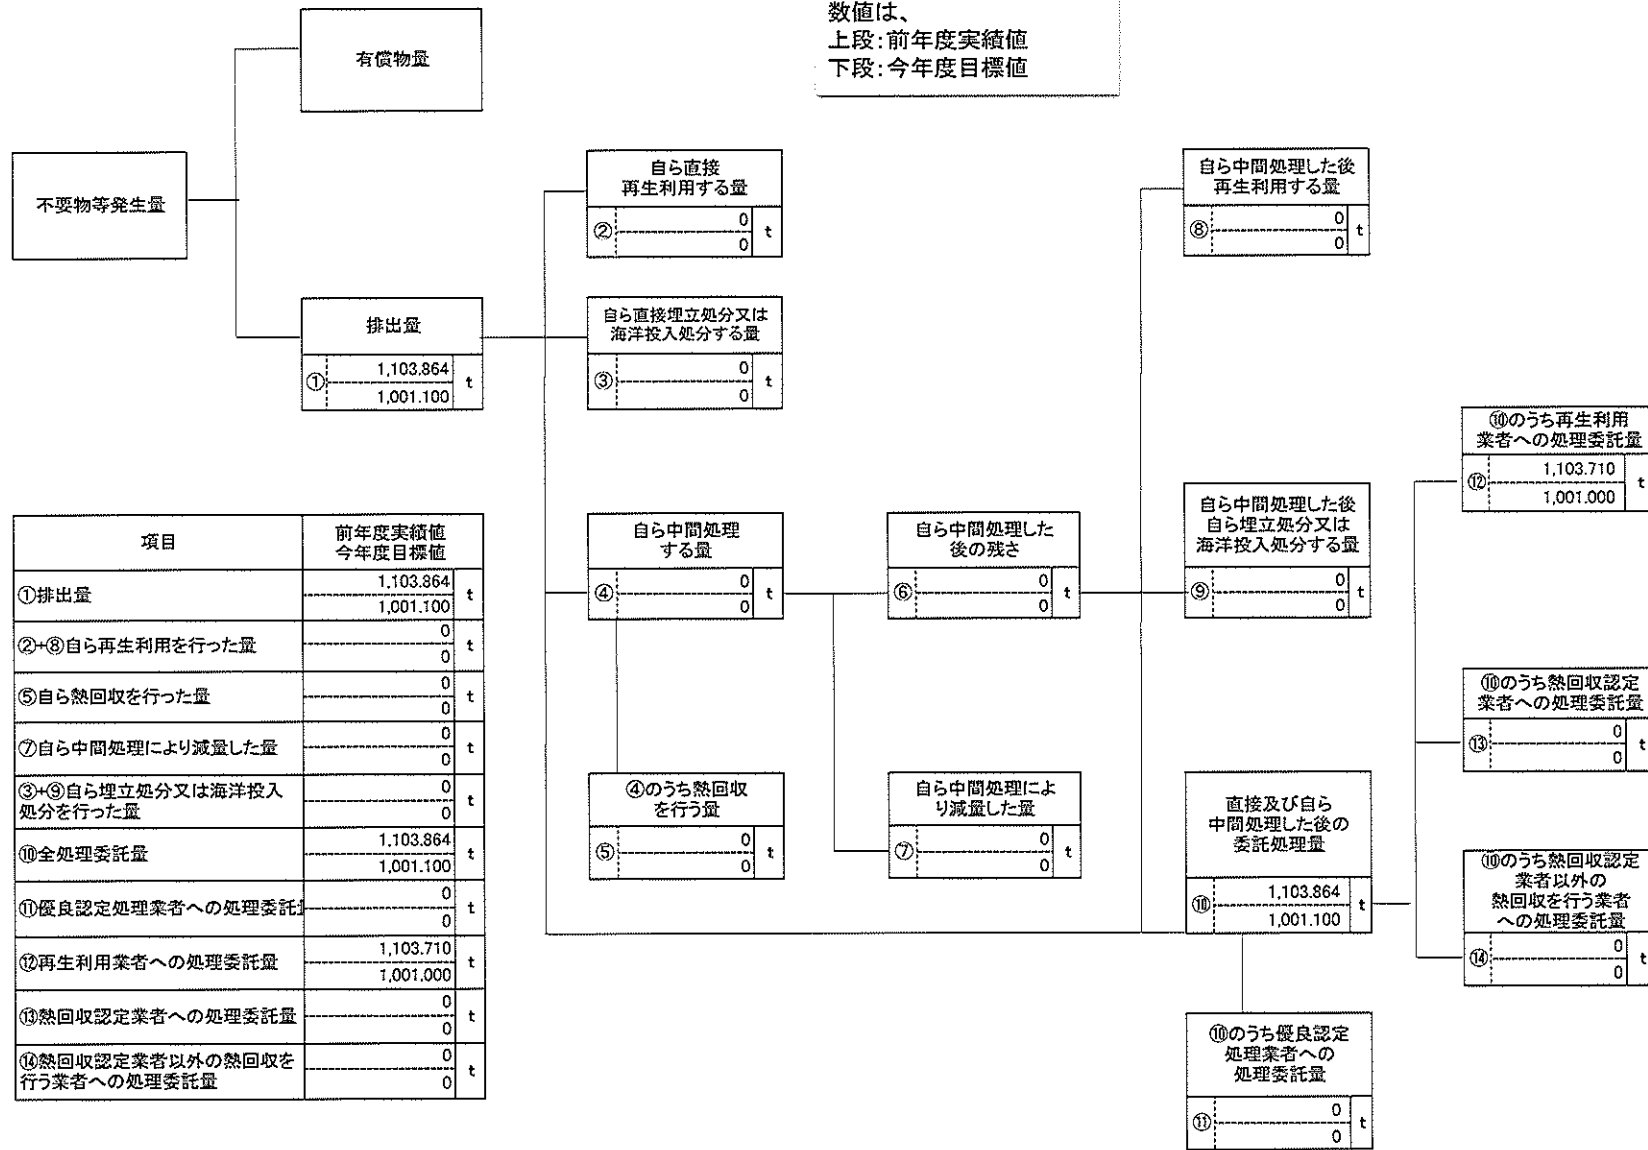 数値は、
上段：前年度実績値
下段：今年度目標値
有償物量
不要物等発生量
排出量
① 1,103.864 t
1,001.100
自ら直接
再生利用する量
② 0 t
0
自ら直接埋立処分又は
海洋投入処分する量
③ 0 t
0
自ら中間処理した後
再生利用する量
⑧ 0 t
0
自ら中間処理
する量
④ 0 t
0
自ら中間処理した
後の残さ
⑥ 0 t
0
自ら中間処理した後
自ら埋立処分又は
海洋投入処分する量
⑨ 0 t
0
④のうち熱回収
を行う量
⑤ 0 t
0
自ら中間処理によ
り減量した量
⑦ 0 t
0
直接及び自ら
中間処理した後の
委託処理量
⑩ 1,103.864 t
1,001.100
⑩のうち優良認定
処理業者への
処理委託量
⑪ 0 t
0
⑩のうち再生利用
業者への処理委託量
⑫ 1,103.710 t
1,001.000
⑩のうち熱回収認定
業者への処理委託量
⑬ 0 t
0
⑩のうち熱回収認定
業者以外の
熱回収を行う業者
への処理委託量
⑭ 0 t
0
項目 前年度実績値
今年度目標値
①排出量 1,103.864 t
1,001.100
②+⑧自ら再生利用を行った量 0 t
0
⑤自ら熱回収を行った量 0 t
0
⑦自ら中間処理により減量した量 0 t
0
③+⑨自ら埋立処分又は海洋投入
処分を行った量 0 t
0
⑩全処理委託量 1,103.864 t
1,001.100
⑪優良認定処理業者への処理委託 0 t
0
⑫再生利用業者への処理委託量 1,103.710 t
1,001.000
⑬熱回収認定業者への処理委託量 0 t
0
⑭熱回収認定業者以外の熱回収を
行う業者への処理委託量 0 t
0